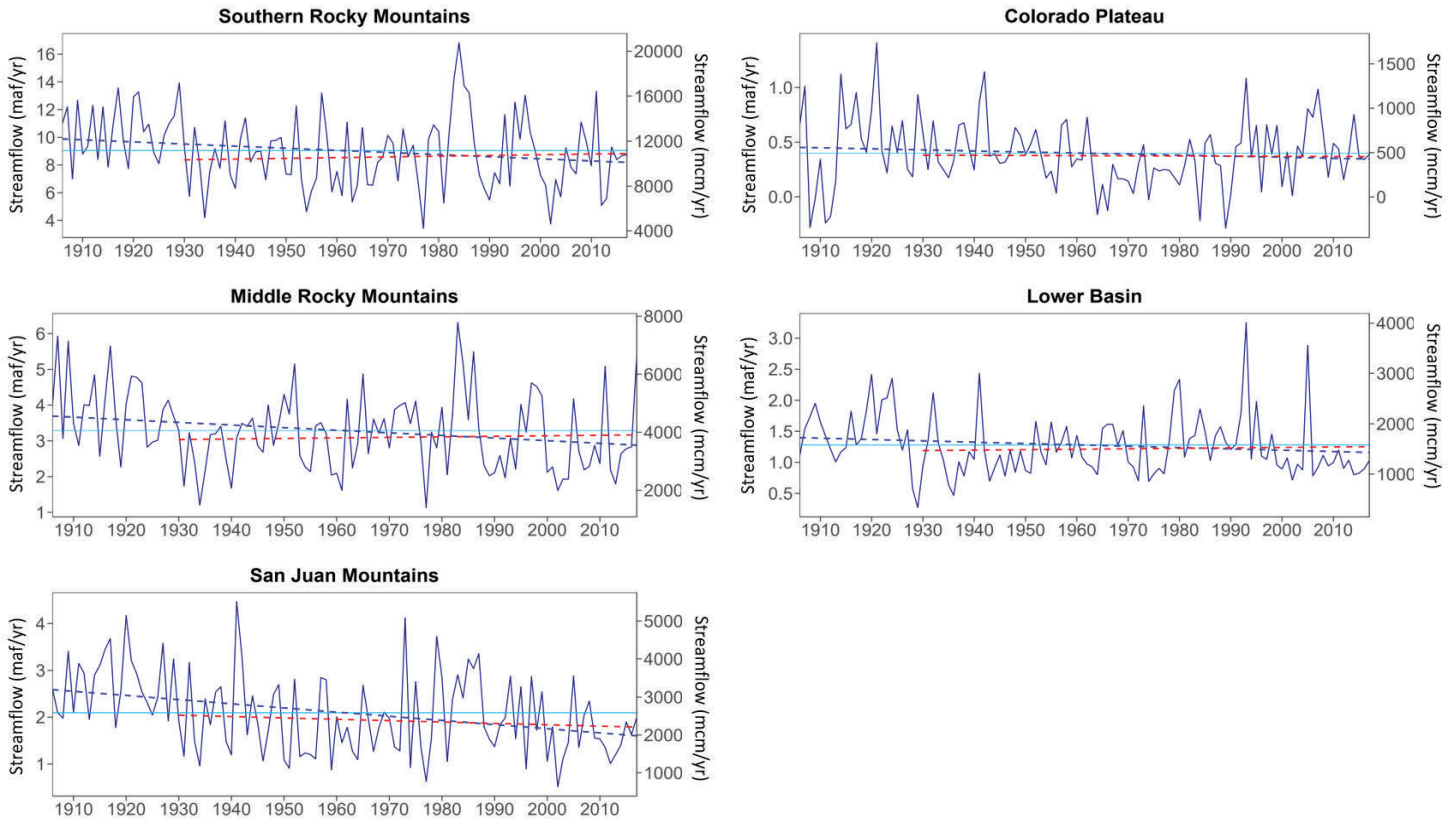 Southern Rocky Mountains
Streamflow (maf/yr)
16
14
12
10
8
6
4
20000
16000
12000
8000
4000
Streamflow (mcm/yr)
1910 1920 1930 1940 1950 1960 1970 1980 1990 2000 2010
Colorado Plateau
Streamflow (maf/yr)
1.0
0.5
0.0
1500
1000
500
0
Streamflow (mcm/yr)
1910 1920 1930 1940 1950 1960 1970 1980 1990 2000 2010
Middle Rocky Mountains
Streamflow (maf/yr)
6
5
4
3
2
1
8000
6000
4000
2000
Streamflow (mcm/yr)
1910 1920 1930 1940 1950 1960 1970 1980 1990 2000 2010
Lower Basin
Streamflow (maf/yr)
3.0
2.5
2.0
1.5
1.0
0.5
4000
3000
2000
1000
Streamflow (mcm/yr)
1910 1920 1930 1940 1950 1960 1970 1980 1990 2000 2010
San Juan Mountains
Streamflow (maf/yr)
4
3
2
1
5000
4000
3000
2000
1000
Streamflow (mcm/yr)
1910 1920 1930 1940 1950 1960 1970 1980 1990 2000 2010